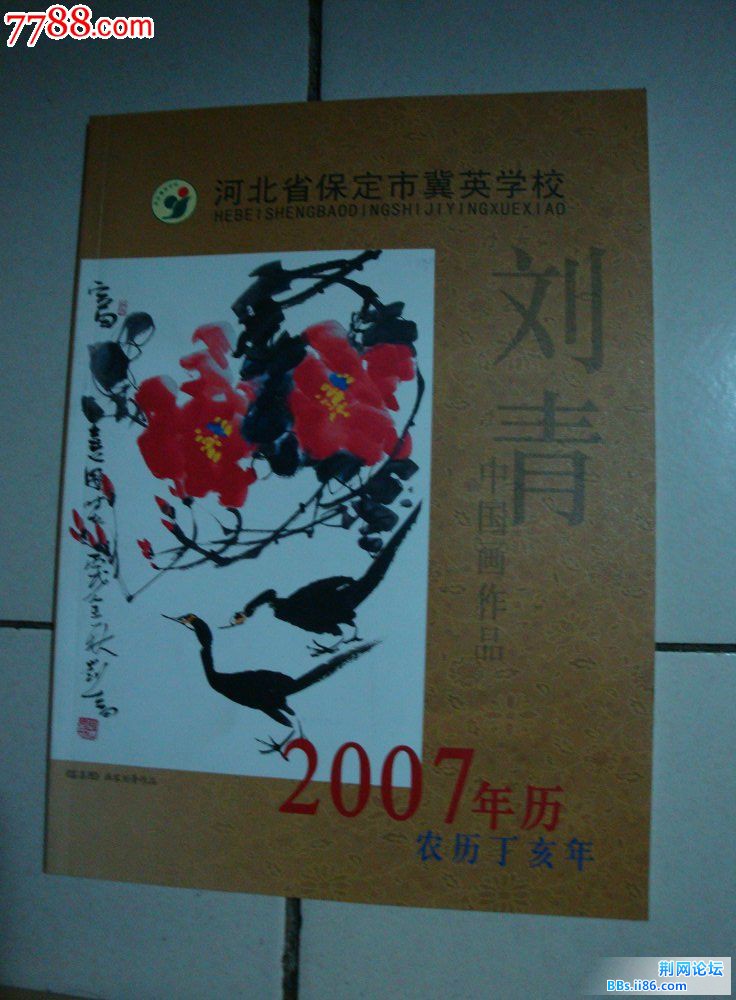 7788.com
河北省保定市冀英学校
HEBEISHENGBAODINGSHIJIYINGXUEXIAO
刘青
中国画作品
富
2007年历
农历丁亥年
荆网论坛
BBs.ii86.com